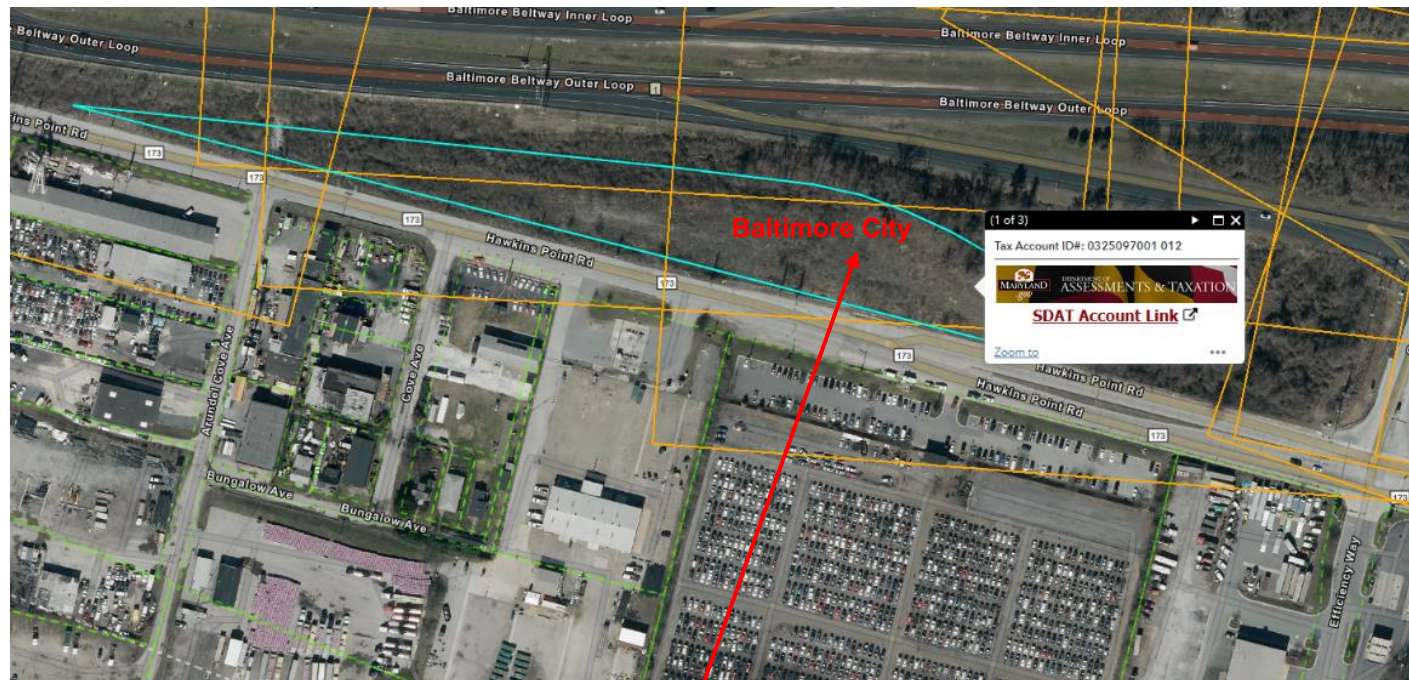 Baltimore Beltway Inner Loop
Baltimore Beltway Inner Loop
Beltway Outer Loop
Baltimore Beltway Outer Loop
1
Baltimore Beltway Outer Loop
ins Point Rd
173
173
173
Hawkins Point Rd
Baltimore City
(1 of 3)
Tax Account ID#: 0325097001 012
MARYLAND
DEPARTMENT OF
ASSESSMENTS & TAXATION
SDAT Account Link
Zoom to
173
173
Hawkins Point Rd
Hawkins Point Rd
173
173
Arundel Cove Ave
Cove Ave
Bungalow Ave
Bungalow Ave
Efficiency Way